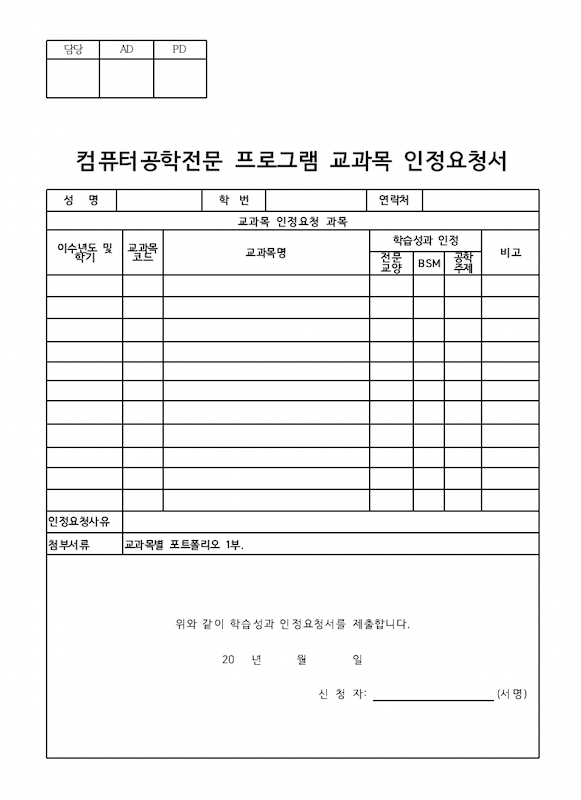 담당 AD PD
컴퓨터공학전문 프로그램 교과목 인정요청서
성 명 학 번 연락처
교과목 인정요청 과목
이수년도 및 학기 교과목 코드 교과목명 학습성과 인정 비고
전문 교양 BSM 공학 주제
인정요청사유
첨부서류 교과목별 포트폴리오 1부.
위와 같이 학습성과 인정요청서를 제출합니다.
20 년 월 일
신 청 자: (서명)